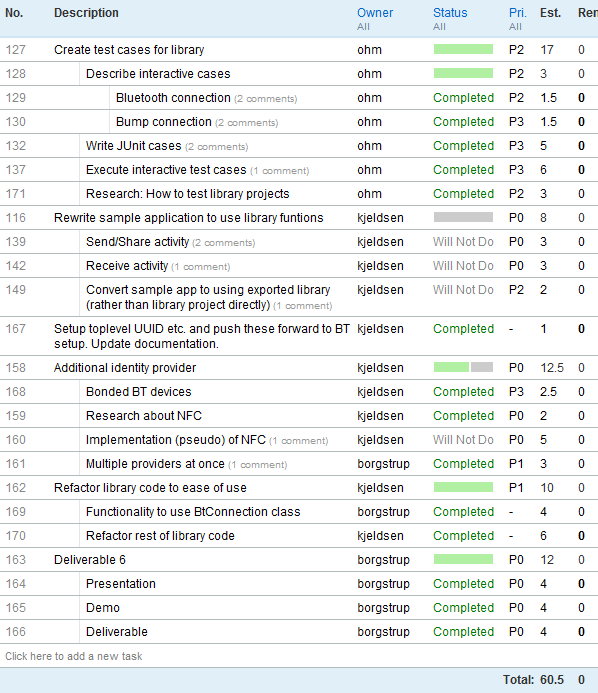 No. Description Owner Status Pri. Est. Ren
All All All
127 Create test cases for library ohm P2 17 0
128 Describe interactive cases ohm P2 3 0
129 Bluetooth connection (2 comments) ohm Completed P2 1.5 0
130 Bump connection (2 comments) ohm Completed P3 1.5 0
132 Write JUnit cases (2 comments) ohm Completed P3 5 0
137 Execute interactive test cases (1 comment) ohm Completed P3 6 0
171 Research: How to test library projects ohm Completed P2 3 0
116 Rewrite sample application to use library funtions kjeldsen P0 8 0
139 Send/Share activity (2 comments) kjeldsen Will Not Do P0 3 0
142 Receive activity (1 comment) kjeldsen Will Not Do P0 3 0
149 Convert sample app to using exported library kjeldsen Will Not Do P2 2 0
(rather than library project directly) (1 comment)
167 Setup toplevel UUID etc. and push these forward to BT kjeldsen Completed - 1 0
setup. Update documentation.
158 Additional identity provider kjeldsen P0 12.5 0
168 Bonded BT devices kjeldsen Completed P3 2.5 0
159 Research about NFC kjeldsen Completed P0 2 0
160 Implementation (pseudo) of NFC (1 comment) kjeldsen Will Not Do P0 5 0
161 Multiple providers at once (1 comment) borgstrup Completed P1 3 0
162 Refactor library code to ease of use kjeldsen P1 10 0
169 Functionality to use BtConnection class borgstrup Completed - 4 0
170 Refactor rest of library code kjeldsen Completed - 6 0
163 Deliverable 6 borgstrup P0 12 0
164 Presentation borgstrup Completed P0 4 0
165 Demo borgstrup Completed P0 4 0
166 Deliverable borgstrup Completed P0 4 0
Click here to add a new task
Total: 60.5 0